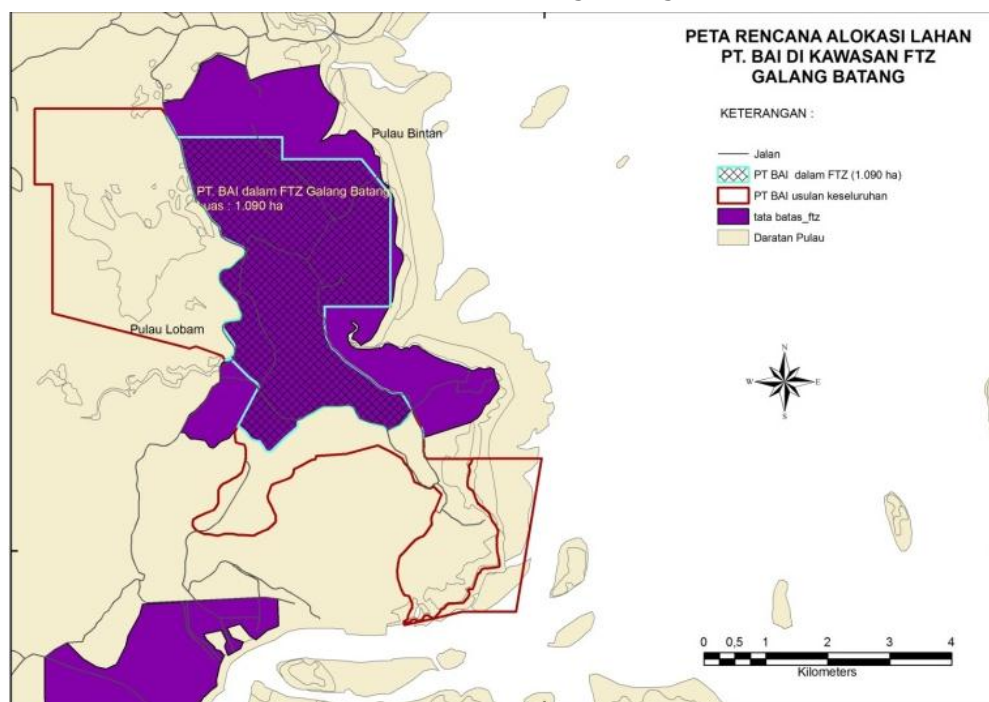 PETA RENCANA ALOKASI LAHAN
PT. BAI DI KAWASAN FTZ
GALANG BATANG
KETERANGAN :
Jalan
PT BAI dalam FTZ (1.090 ha)
PT BAI usulan keseluruhan
tata batas_ftz
Daratan Pulau
Pulau Bintan
PT. BAI dalam FTZ Galang Batang
Luas : 1.090 ha
Pulau Lobam
N
W
E
S
0 0,5 1 2 3 4
Kilometers